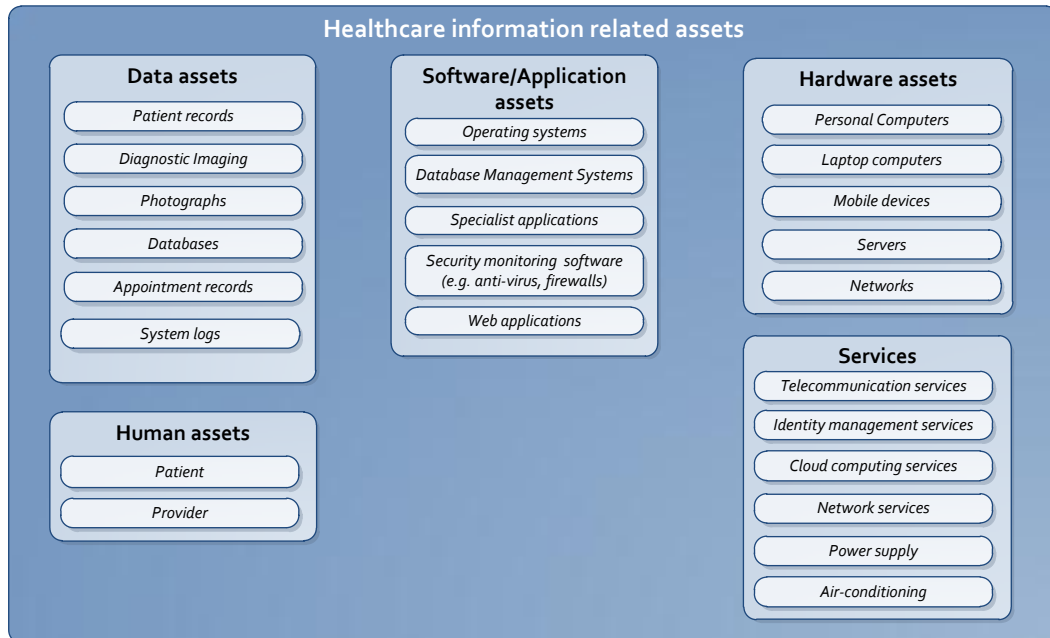 Healthcare information related assets
Data assets
Patient records
Diagnostic Imaging
Photographs
Databases
Appointment records
System logs
Human assets
Patient
Provider
Software/Application
assets
Operating systems
Database Management Systems
Specialist applications
Security monitoring software
(e.g. anti-virus, firewalls)
Web applications
Hardware assets
Personal Computers
Laptop computers
Mobile devices
Servers
Networks
Services
Telecommunication services
Identity management services
Cloud computing services
Network services
Power supply
Air-conditioning